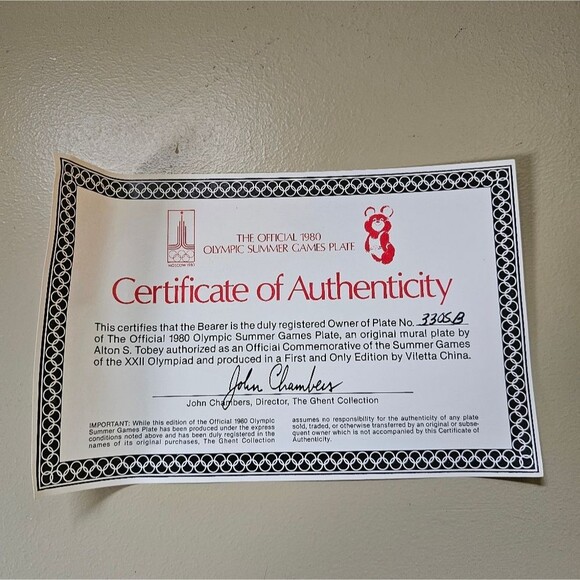 MOSCOW 1980
THE OFFICIAL 1980
OLYMPIC SUMMER GAMES PLATE
Certificate of Authenticity
This certifies that the Bearer is the duly registered Owner of Plate No. 3305B
of The Official 1980 Olympic Summer Games Plate, an original mural plate by
Alton S. Tobey authorized as an Official Commemorative of the Summer Games
of the XXII Olympiad and produced in a First and Only Edition by Viletta China.
John Chambers
John Chambers, Director, The Ghent Collection
IMPORTANT: While this edition of the Official 1980 Olympic
Summer Games Plate has been produced under the express
conditions noted above and has been duly registered in the
names of its original purchases, The Ghent Collection
assumes no responsibility for the authenticity of any plate
sold, traded, or otherwise transferred by an original or subse-
quent owner which is not accompanied by this Certificate of
Authenticity.